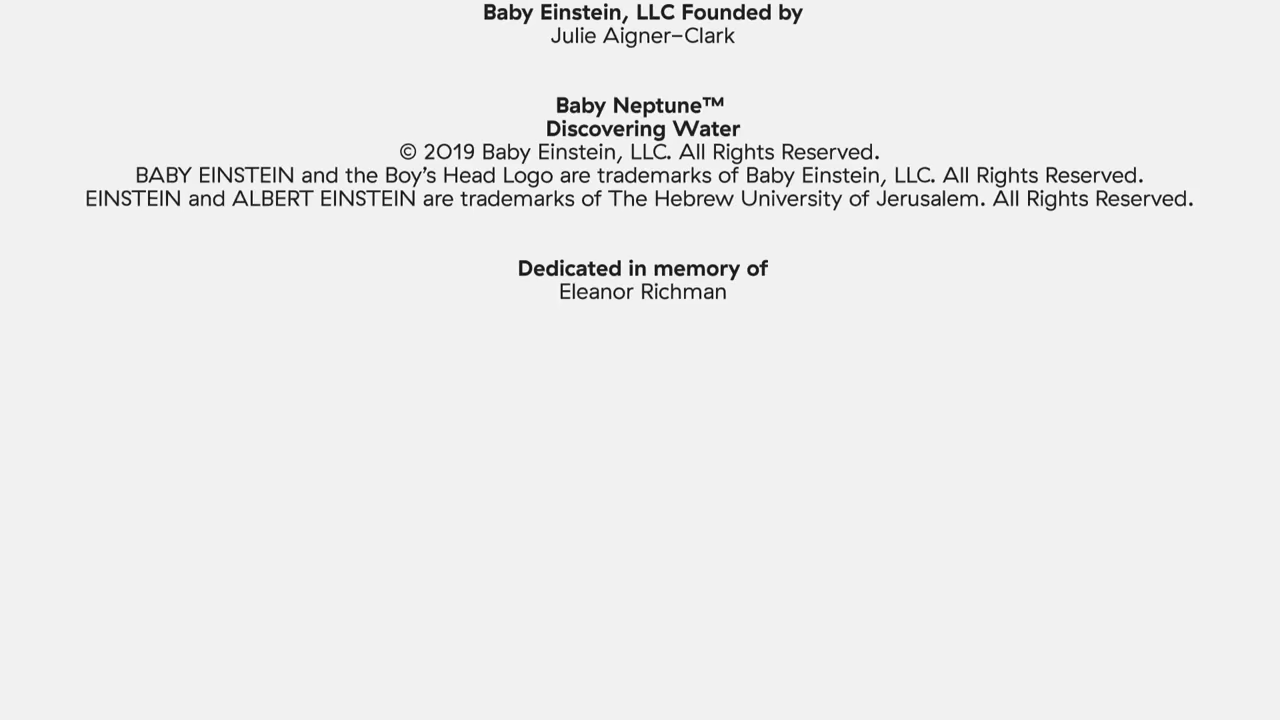 Baby Einstein, LLC Founded by
Julie Aigner-Clark
Baby Neptune™
Discovering Water
© 2019 Baby Einstein, LLC. All Rights Reserved.
BABY EINSTEIN and the Boy's Head Logo are trademarks of Baby Einstein, LLC. All Rights Reserved.
EINSTEIN and ALBERT EINSTEIN are trademarks of The Hebrew University of Jerusalem. All Rights Reserved.
Dedicated in memory of
Eleanor Richman